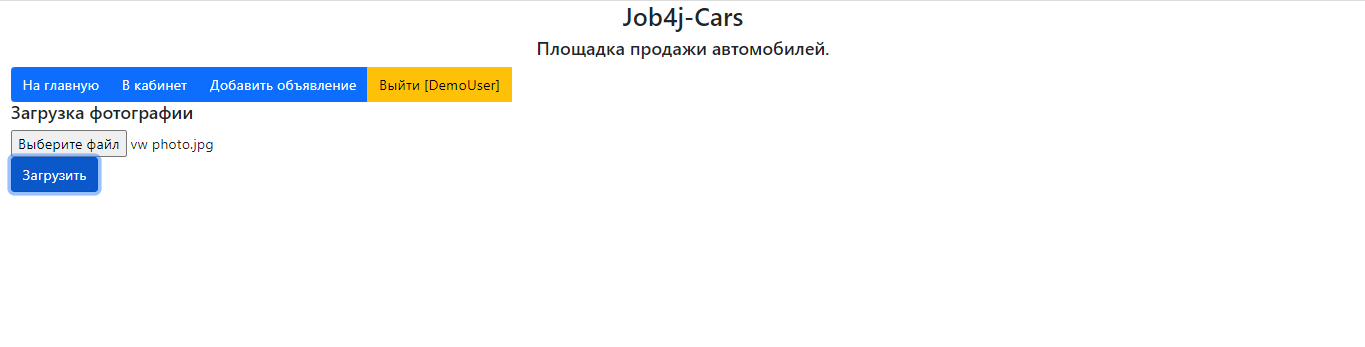 Job4j-Cars
Площадка продажи автомобилей.
На главную В кабинет Добавить объявление Выйти [DemoUser]
Загрузка фотографии
Выберите файл vw photo.jpg
Загрузить